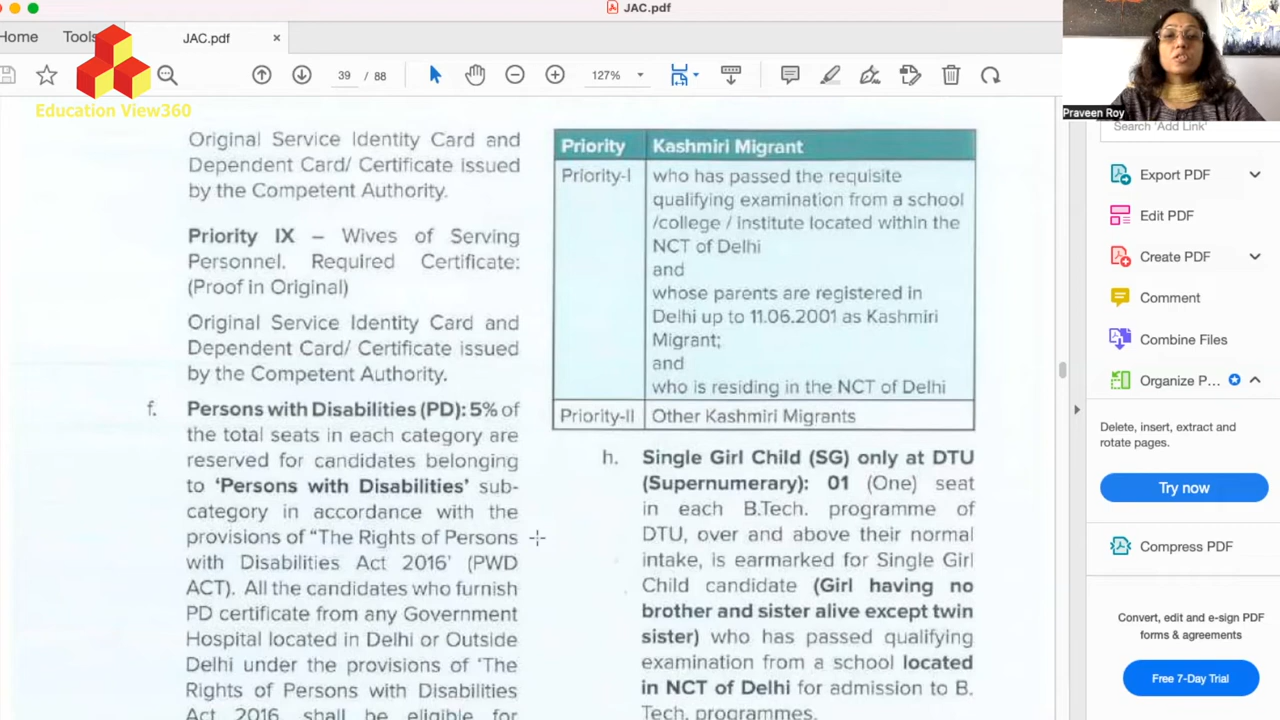 JAC.pdf
Home
Tools
JAC.pdf
×
39 / 88
127%
Education View360
Praveen Roy
Original Service Identity Card and
Dependent Card/ Certificate issued
by the Competent Authority.
Priority IX – Wives of Serving
Personnel. Required Certificate:
(Proof in Original)
Original Service Identity Card and
Dependent Card/ Certificate issued
by the Competent Authority.
f. Persons with Disabilities (PD): 5% of
the total seats in each category are
reserved for candidates belonging
to ‘Persons with Disabilities’ sub-
category in accordance with the
provisions of “The Rights of Persons
with Disabilities Act 2016’ (PWD
ACT). All the candidates who furnish
PD certificate from any Government
Hospital located in Delhi or Outside
Delhi under the provisions of ‘The
Rights of Persons with Disabilities
Act 2016, shall be eligible for
Priority Kashmiri Migrant
Priority-I who has passed the requisite
qualifying examination from a school
/college / institute located within the
NCT of Delhi
and
whose parents are registered in
Delhi up to 11.06.2001 as Kashmiri
Migrant;
and
who is residing in the NCT of Delhi
Priority-II Other Kashmiri Migrants
h. Single Girl Child (SG) only at DTU
(Supernumerary): 01 (One) seat
in each B.Tech. programme of
DTU, over and above their normal
intake, is earmarked for Single Girl
Child candidate (Girl having no
brother and sister alive except twin
sister) who has passed qualifying
examination from a school located
in NCT of Delhi for admission to B.
Tech. programmes.
Search 'Add Link'
Export PDF
Edit PDF
Create PDF
Comment
Combine Files
Organize P...
Delete, insert, extract and
rotate pages.
Try now
Compress PDF
Convert, edit and e-sign PDF
forms & agreements
Free 7-Day Trial